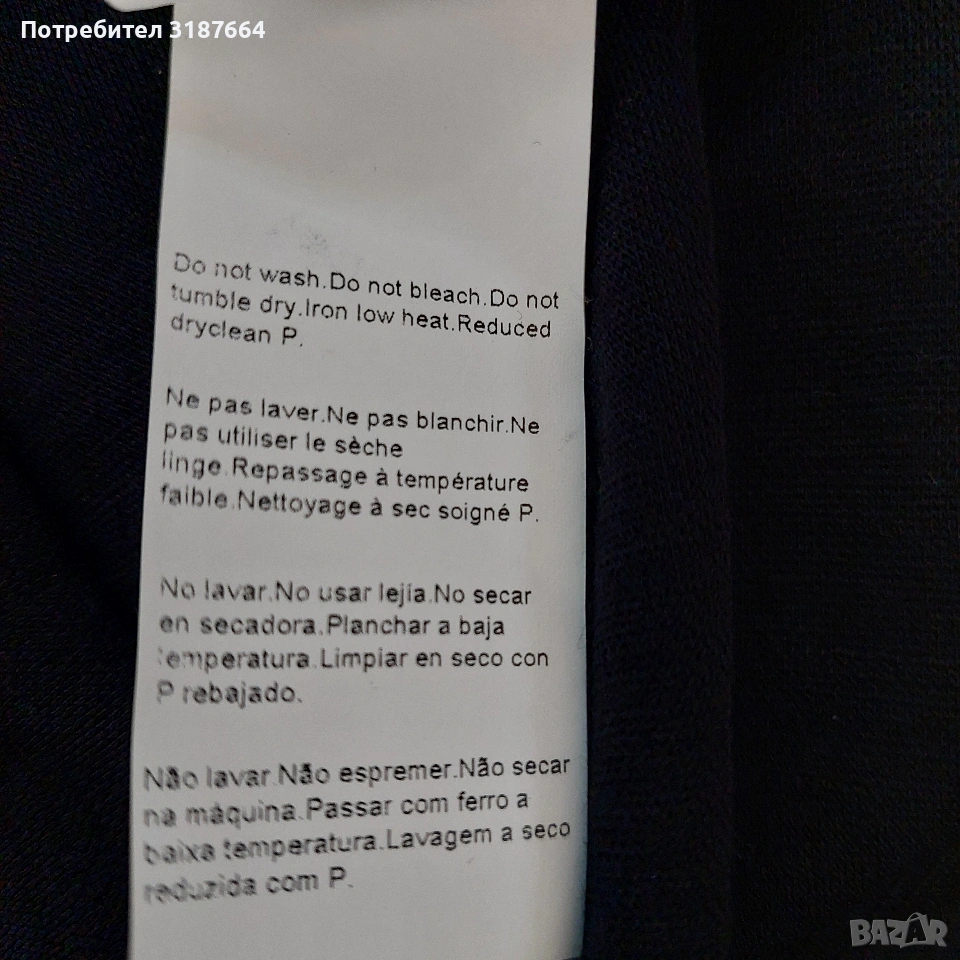 Потребител 3187664
Do not wash.Do not bleach.Do not
tumble dry.Iron low heat.Reduced
dryclean P.
Ne pas laver.Ne pas blanchir.Ne
pas utiliser le sèche
linge.Repassage à température
faible.Nettoyage à sec soigné P.
No lavar.No usar lejía.No secar
en secadora.Planchar a baja
temperatura.Limpiar en seco con
P rebajado.
Não lavar.Não espremer.Não secar
na máquina.Passar com ferro a
baixa temperatura.Lavagem a seco
reduzida com P.
BAZAR